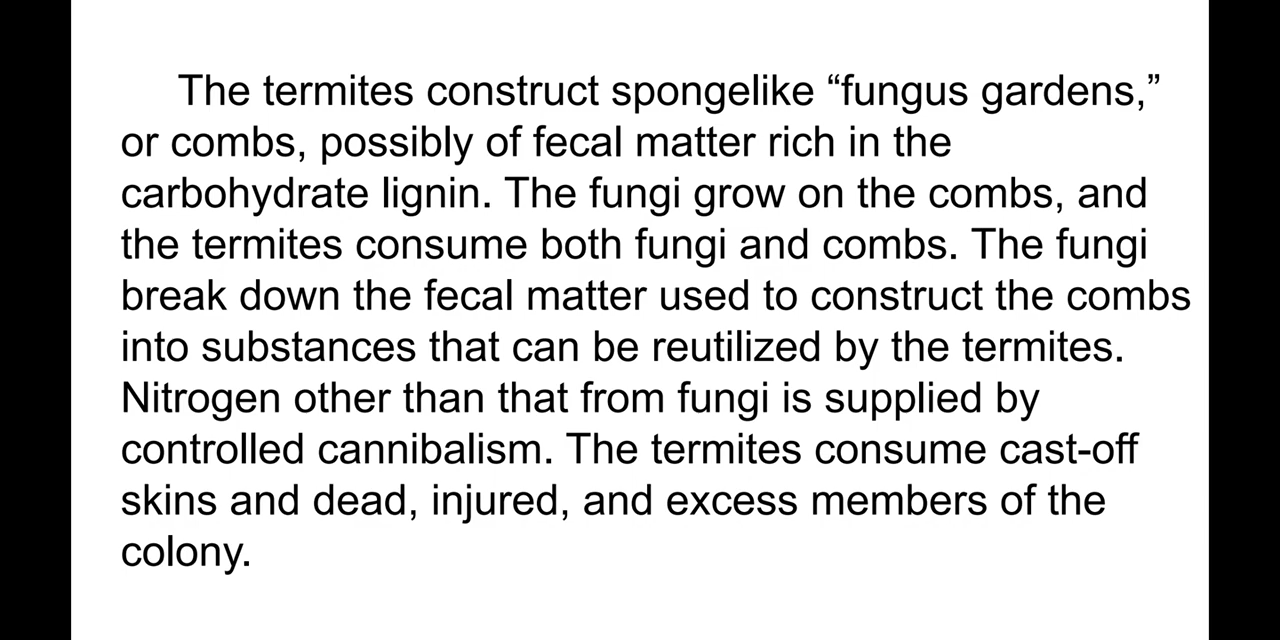 The termites construct spongelike “fungus gardens,”
or combs, possibly of fecal matter rich in the
carbohydrate lignin. The fungi grow on the combs, and
the termites consume both fungi and combs. The fungi
break down the fecal matter used to construct the combs
into substances that can be reutilized by the termites.
Nitrogen other than that from fungi is supplied by
controlled cannibalism. The termites consume cast-off
skins and dead, injured, and excess members of the
colony.